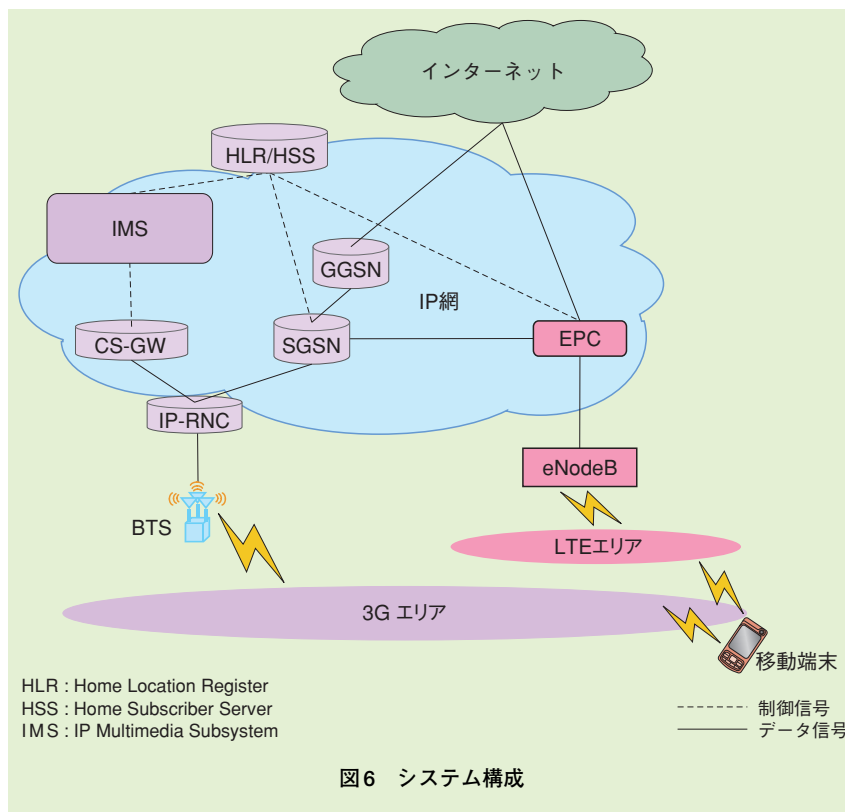 インターネット
HLR/HSS
IMS
GGSN
IP網
CS-GW
SGSN
EPC
IP-RNC
eNodeB
BTS
LTEエリア
3G エリア
移動端末
HLR : Home Location Register
HSS : Home Subscriber Server
IMS : IP Multimedia Subsystem
制御信号
データ信号
図6 システム構成